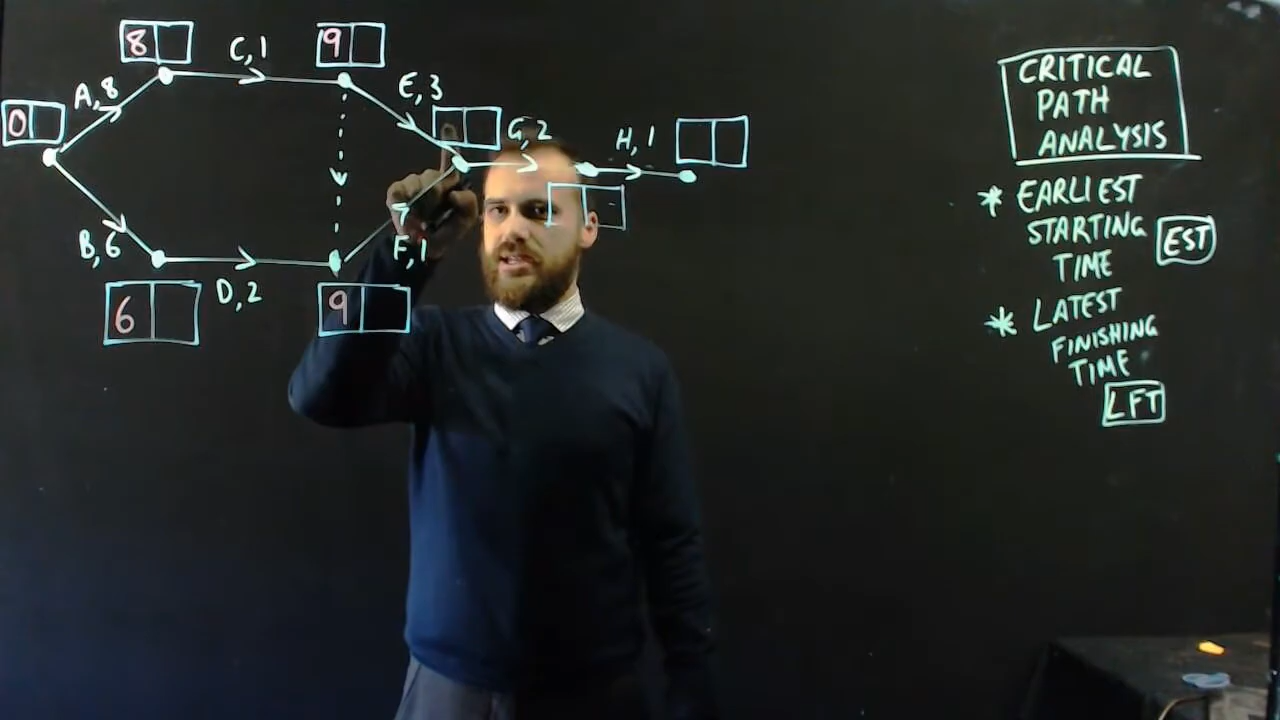 8
9
C, 1
A, 8
E, 3
0
G, 2
H, 1
B, 6
F, 1
D, 2
6
9
CRITICAL
PATH
ANALYSIS
* EARLIEST
STARTING
TIME
EST
* LATEST
FINISHING
TIME
LFT